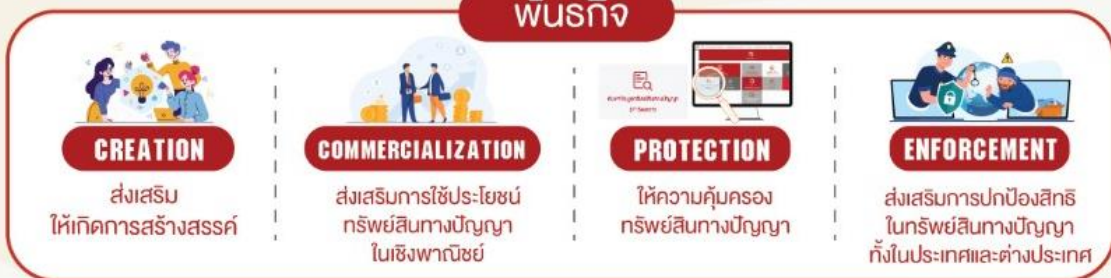 พันธกิจ
CREATION
ส่งเสริม
ให้เกิดการสร้างสรรค์
COMMERCIALIZATION
ส่งเสริมการใช้ประโยชน์
ทรัพย์สินทางปัญญา
ในเชิงพาณิชย์
PROTECTION
ให้ความคุ้มครอง
ทรัพย์สินทางปัญญา
ENFORCEMENT
ส่งเสริมการปกป้องสิทธิ
ในทรัพย์สินทางปัญญา
ทั้งในประเทศและต่างประเทศ